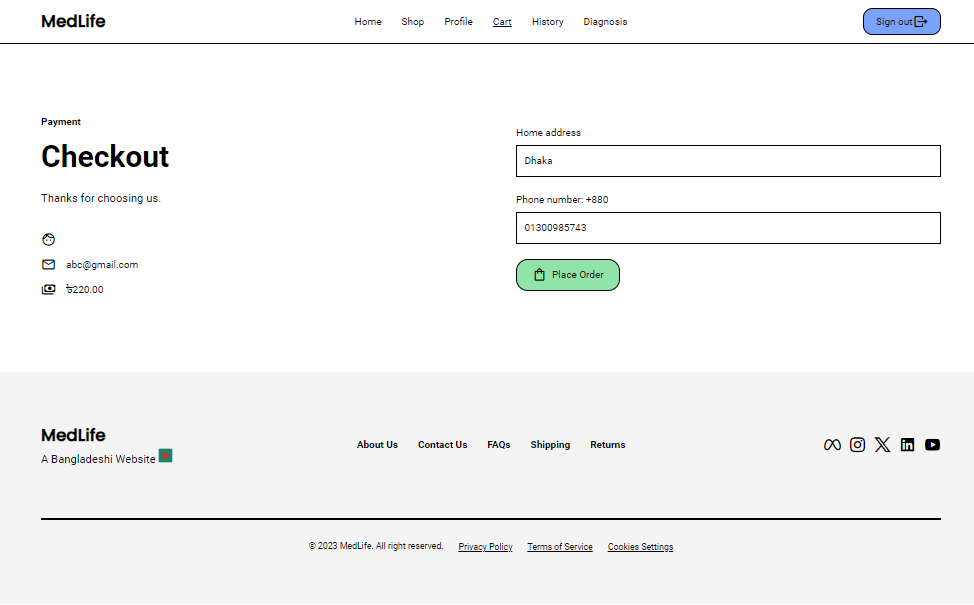 MedLife
Home Shop Profile Cart History Diagnosis
Sign out
Payment
Checkout
Thanks for choosing us.
abc@gmail.com
৳220.00
Home address
Dhaka
Phone number: +880
01300985743
Place Order
MedLife
A Bangladeshi Website
About Us Contact Us FAQs Shipping Returns
© 2023 MedLife. All right reserved. Privacy Policy Terms of Service Cookies Settings